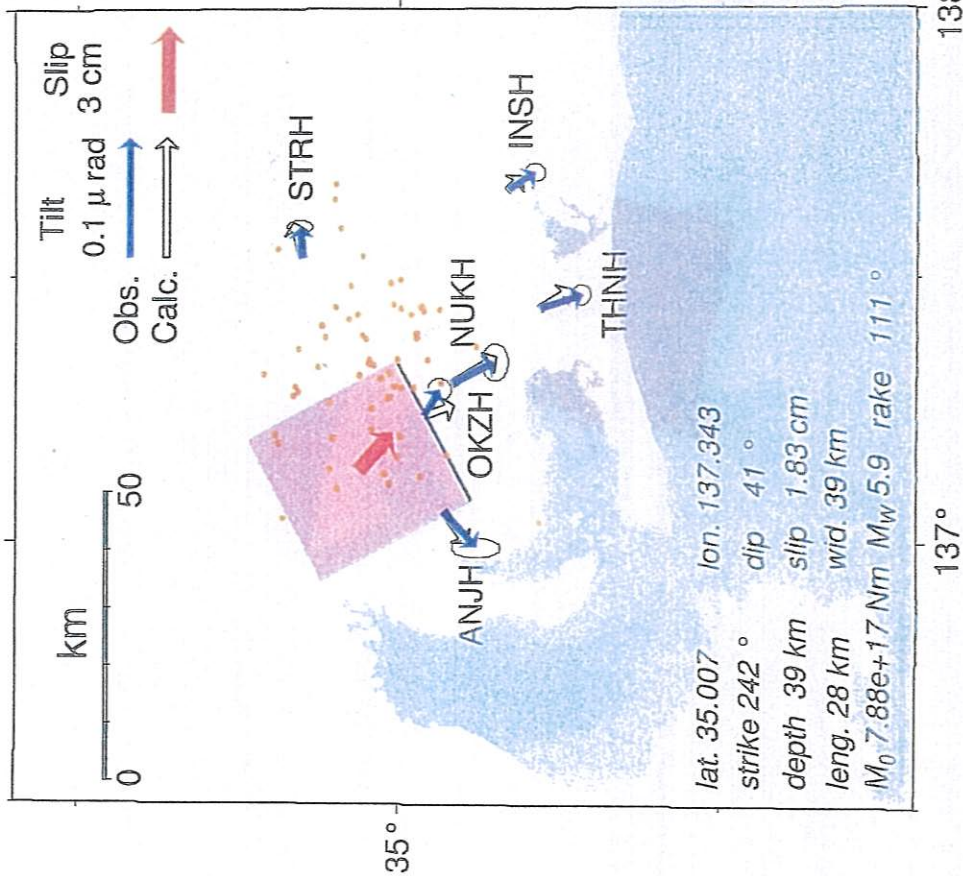 km
0 50
Tilt Slip
0.1 μ rad 3 cm
Obs.
Calc.
STRH
INSH
NUKH
OKZH
THNH
ANJH
35°
lat. 35.007 lon. 137.343
strike 242 ° dip 41 °
depth 39 km slip 1.83 cm
leng. 28 km wid. 39 km
M0 7.88e+17 Nm MW 5.9 rake 111 °
137°